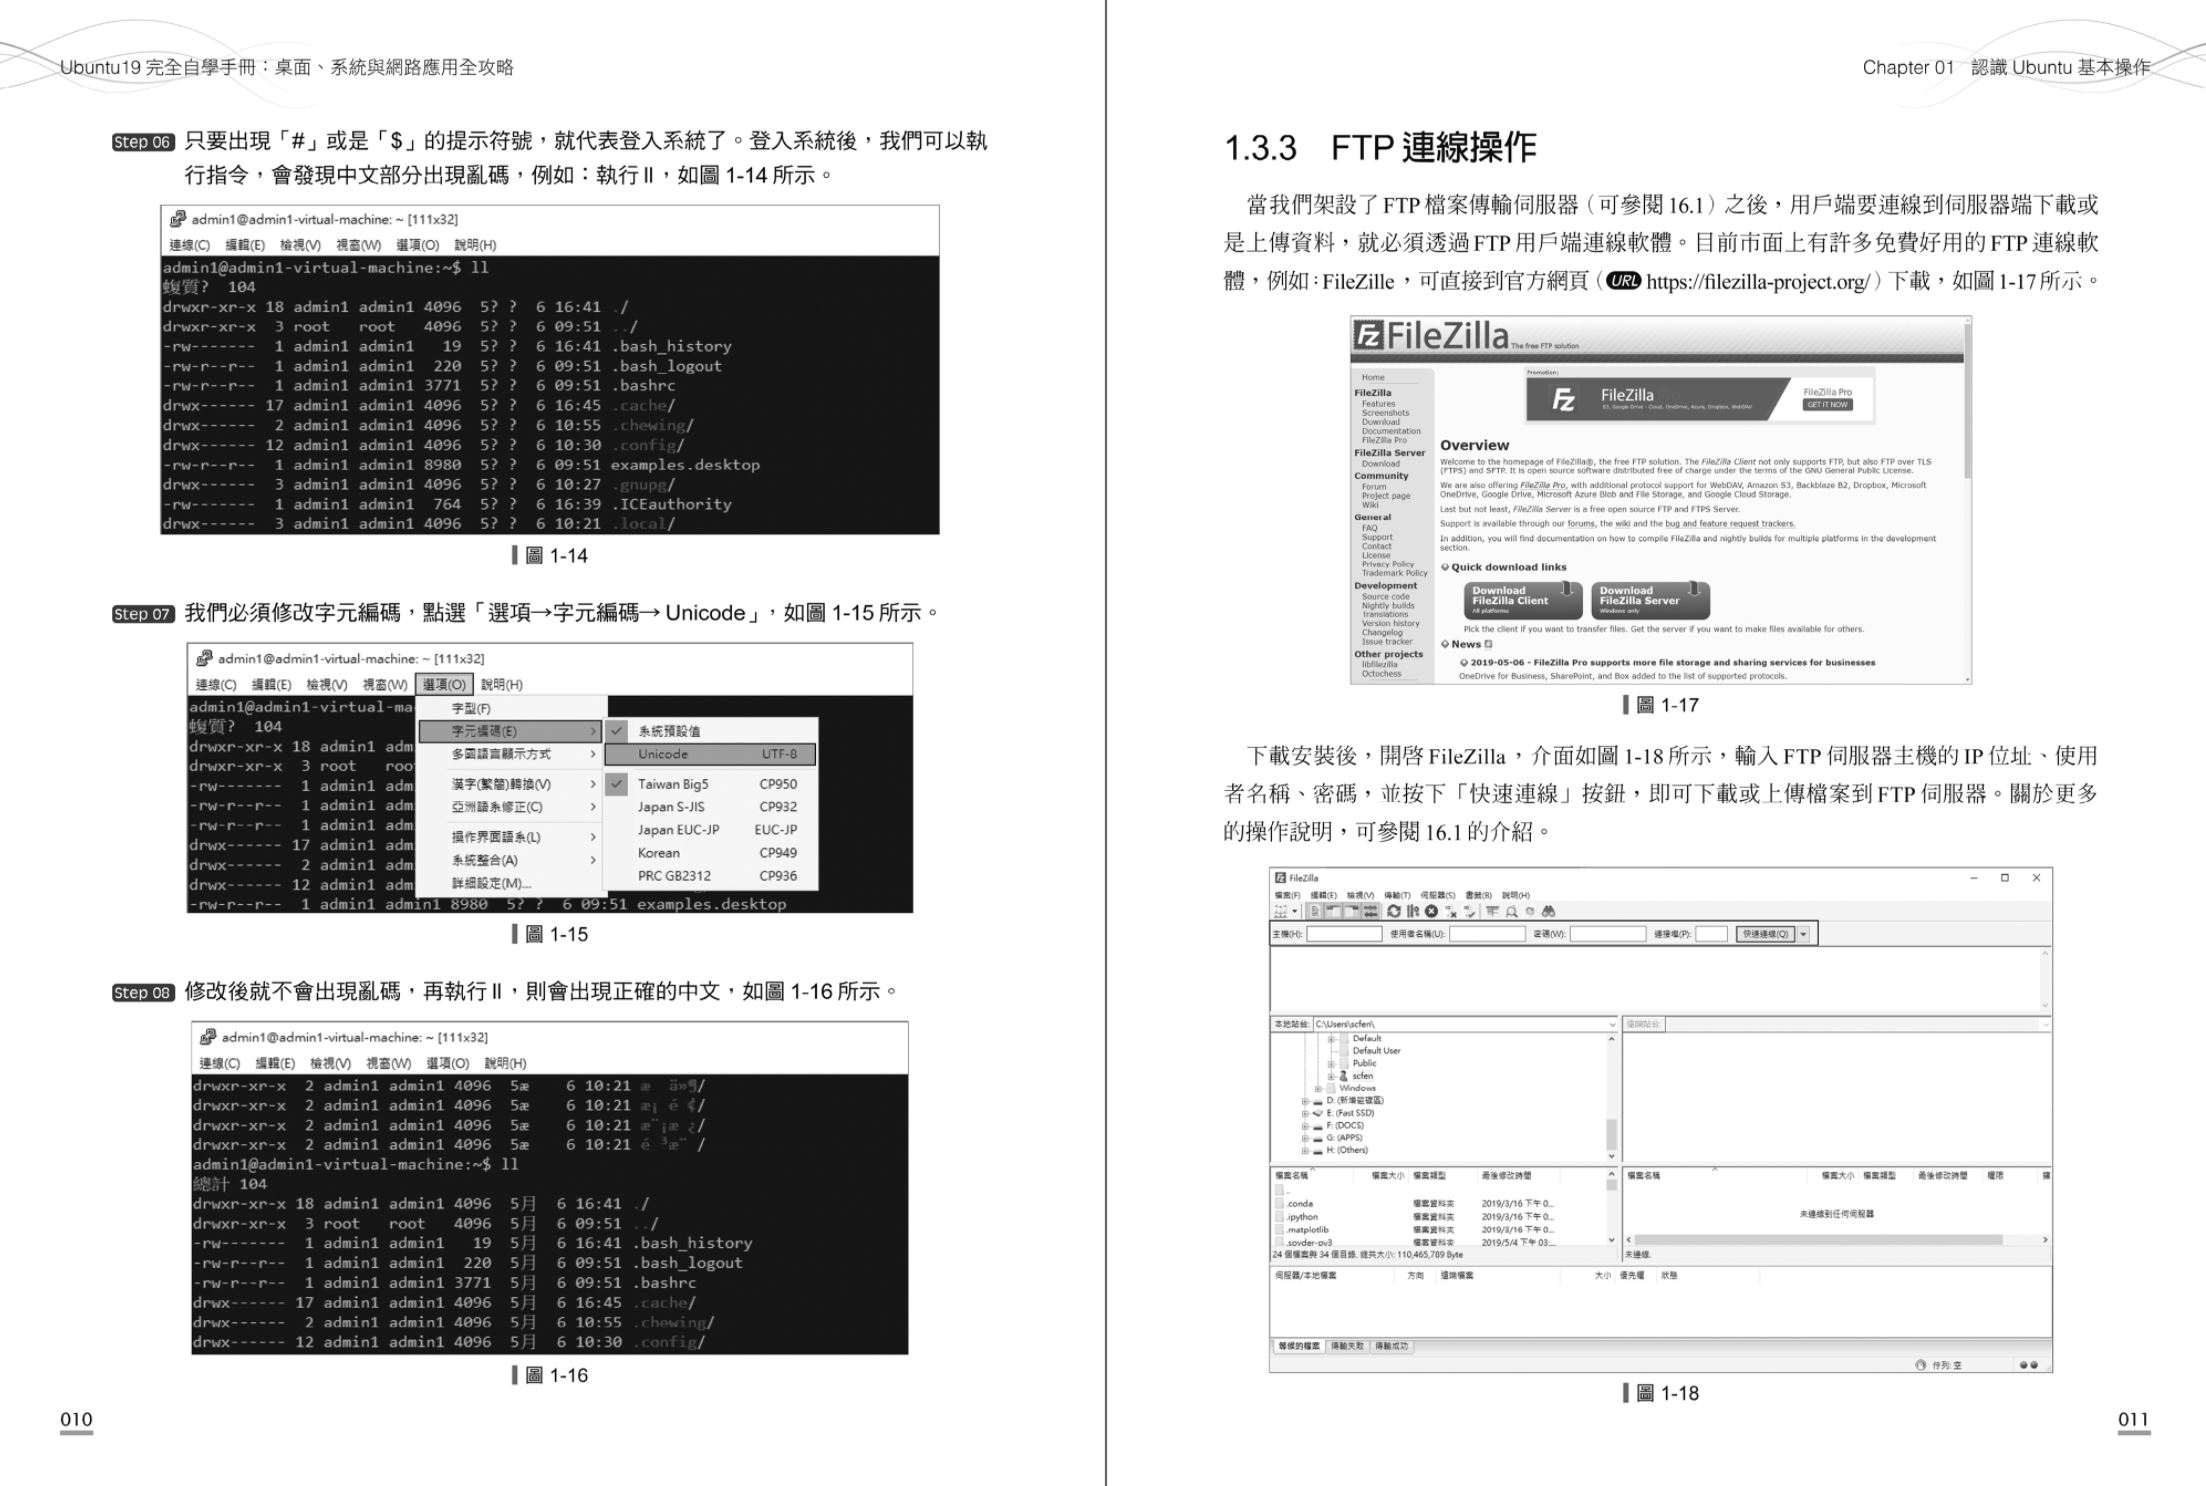 Ubuntu19 完全自學手冊：桌面、系統與網路應用全攻略
Step 06 只要出現「#」或是「$」的提示符號，就代表登入系統了。登入系統後，我們可以執
行指令，會發現中文部分出現亂碼，例如：執行 ll，如圖 1-14 所示。
admin1@admin1-virtual-machine: ~ [111x32]
連線(C) 編輯(E) 檢視(V) 視窗(W) 選項(O) 說明(H)
admin1@admin1-virtual-machine:~$ ll
蝮質? 104
drwxr-xr-x 18 admin1 admin1 4096 5? ? 6 16:41 ./
drwxr-xr-x 3 root root 4096 5? ? 6 09:51 ../
-rw------- 1 admin1 admin1 19 5? ? 6 16:41 .bash_history
-rw-r--r-- 1 admin1 admin1 220 5? ? 6 09:51 .bash_logout
-rw-r--r-- 1 admin1 admin1 3771 5? ? 6 09:51 .bashrc
drwx------ 17 admin1 admin1 4096 5? ? 6 16:45 .cache/
drwx------ 2 admin1 admin1 4096 5? ? 6 10:55 .chewing/
drwx------ 12 admin1 admin1 4096 5? ? 6 10:30 .config/
-rw-r--r-- 1 admin1 admin1 8980 5? ? 6 09:51 examples.desktop
drwx------ 3 admin1 admin1 4096 5? ? 6 10:27 .gnupg/
-rw------- 1 admin1 admin1 764 5? ? 6 16:39 .ICEauthority
drwx------ 3 admin1 admin1 4096 5? ? 6 10:21 .local/
圖 1-14
Step 07 我們必須修改字元編碼，點選「選項→字元編碼→ Unicode」，如圖 1-15 所示。
admin1@admin1-virtual-machine: ~ [111x32]
連線(C) 編輯(E) 檢視(V) 視窗(W) 選項(O) 說明(H)
admin1@admin1-virtual-ma
蝮質? 104
drwxr-xr-x 18 admin1 adm
drwxr-xr-x 3 root roo
-rw------- 1 admin1 adm
-rw-r--r-- 1 admin1 adm
-rw-r--r-- 1 admin1 adm
drwx------ 17 admin1 adm
drwx------ 2 admin1 adm
drwx------ 12 admin1 adm
-rw-r--r-- 1 admin1 admin1 8980 5? ? 6 09:51 examples.desktop
字型(F)
字元編碼(E)
多國語言顯示方式
漢字(繁簡)轉換(V)
亞洲語系修正(C)
操作界面語系(L)
系統整合(A)
詳細設定(M)...
系統預設值
Unicode UTF-8
Taiwan Big5 CP950
Japan S-JIS CP932
Japan EUC-JP EUC-JP
Korean CP949
PRC GB2312 CP936
圖 1-15
Step 08 修改後就不會出現亂碼，再執行 ll，則會出現正確的中文，如圖 1-16 所示。
admin1@admin1-virtual-machine: ~ [111x32]
連線(C) 編輯(E) 檢視(V) 視窗(W) 選項(O) 說明(H)
drwxr-xr-x 2 admin1 admin1 4096 5æ 6 10:21 æ ä»¶/
drwxr-xr-x 2 admin1 admin1 4096 5æ 6 10:21 æ¡ é ¢/
drwxr-xr-x 2 admin1 admin1 4096 5æ 6 10:21 æ¨¡æ ¿/
drwxr-xr-x 2 admin1 admin1 4096 5æ 6 10:21 é ³æ¨ /
admin1@admin1-virtual-machine:~$ ll
總計 104
drwxr-xr-x 18 admin1 admin1 4096 5月 6 16:41 ./
drwxr-xr-x 3 root root 4096 5月 6 09:51 ../
-rw------- 1 admin1 admin1 19 5月 6 16:41 .bash_history
-rw-r--r-- 1 admin1 admin1 220 5月 6 09:51 .bash_logout
-rw-r--r-- 1 admin1 admin1 3771 5月 6 09:51 .bashrc
drwx------ 17 admin1 admin1 4096 5月 6 16:45 .cache/
drwx------ 2 admin1 admin1 4096 5月 6 10:55 .chewing/
drwx------ 12 admin1 admin1 4096 5月 6 10:30 .config/
圖 1-16
010
Chapter 01 認識 Ubuntu 基本操作
1.3.3 FTP 連線操作
當我們架設了 FTP 檔案傳輸伺服器（可參閱 16.1）之後，用戶端要連線到伺服器端下載或
是上傳資料，就必須透過 FTP 用戶端連線軟體。目前市面上有許多免費好用的 FTP 連線軟
體，例如：FileZille，可直接到官方網頁（URL https://filezilla-project.org/）下載，如圖 1-17 所示。
FileZilla The free FTP solution
Home
FileZilla
Features
Screenshots
Download
Documentation
FileZilla Pro
FileZilla Server
Download
Community
Forum
Project page
Wiki
General
FAQ
Support
Contact
License
Privacy Policy
Trademark Policy
Development
Source code
Nightly builds
Translations
Version history
Changelog
Issue tracker
Other projects
libfilezilla
Octochess
Promotion:
FileZilla
S3, Google Drive - Cloud, OneDrive, Azure, Dropbox, WebDAV
FileZilla Pro
GET IT NOW
Overview
Welcome to the homepage of FileZilla®, the free FTP solution. The FileZilla Client not only supports FTP, but also FTP over TLS
(FTPS) and SFTP. It is open source software distributed free of charge under the terms of the GNU General Public License.
We are also offering FileZilla Pro, with additional protocol support for WebDAV, Amazon S3, Backblaze B2, Dropbox, Microsoft
OneDrive, Google Drive, Microsoft Azure Blob and File Storage, and Google Cloud Storage.
Last but not least, FileZilla Server is a free open source FTP and FTPS Server.
Support is available through our forums, the wiki and the bug and feature request trackers.
In addition, you will find documentation on how to compile FileZilla and nightly builds for multiple platforms in the development
section.
Quick download links
Download
FileZilla Client
All platforms
Download
FileZilla Server
Windows only
Pick the client if you want to transfer files. Get the server if you want to make files available for others.
News
2019-05-06 - FileZilla Pro supports more file storage and sharing services for businesses
OneDrive for Business, SharePoint, and Box added to the list of supported protocols.
圖 1-17
下載安裝後，開啓 FileZilla，介面如圖 1-18 所示，輸入 FTP 伺服器主機的 IP 位址、使用
者名稱、密碼，並按下「快速連線」按鈕，即可下載或上傳檔案到 FTP 伺服器。關於更多
的操作說明，可參閱 16.1 的介紹。
FileZilla
檔案(F) 編輯(E) 檢視(V) 傳輸(T) 伺服器(S) 書籤(B) 說明(H)
主機(H): 使用者名稱(U): 密碼(W): 連接埠(P): 快速連線(Q)
本地站台: C:\Users\scfen\
遠端站台:
Default
Default User
Public
scfen
Windows
D: (新增磁碟區)
E: (Fast SSD)
F: (DOCS)
G: (APPS)
H: (Others)
檔案名稱 檔案大小 檔案類型 最後修改時間
..
.conda 檔案資料夾 2019/3/16 下午 0...
.ipython 檔案資料夾 2019/3/16 下午 0...
.matplotlib 檔案資料夾 2019/3/16 下午 0...
.spyder-py3 檔案資料夾 2019/5/4 下午 03:...
24 個檔案與 34 個目錄. 總共大小: 110,465,789 Byte
檔案名稱 檔案大小 檔案類型 最後修改時間 權限 擁
未連線到任何伺服器
未連線.
伺服器/本地檔案 方向 遠端檔案 大小 優先權 狀態
等候的檔案 傳輸失敗 傳輸成功
佇列: 空
圖 1-18
011